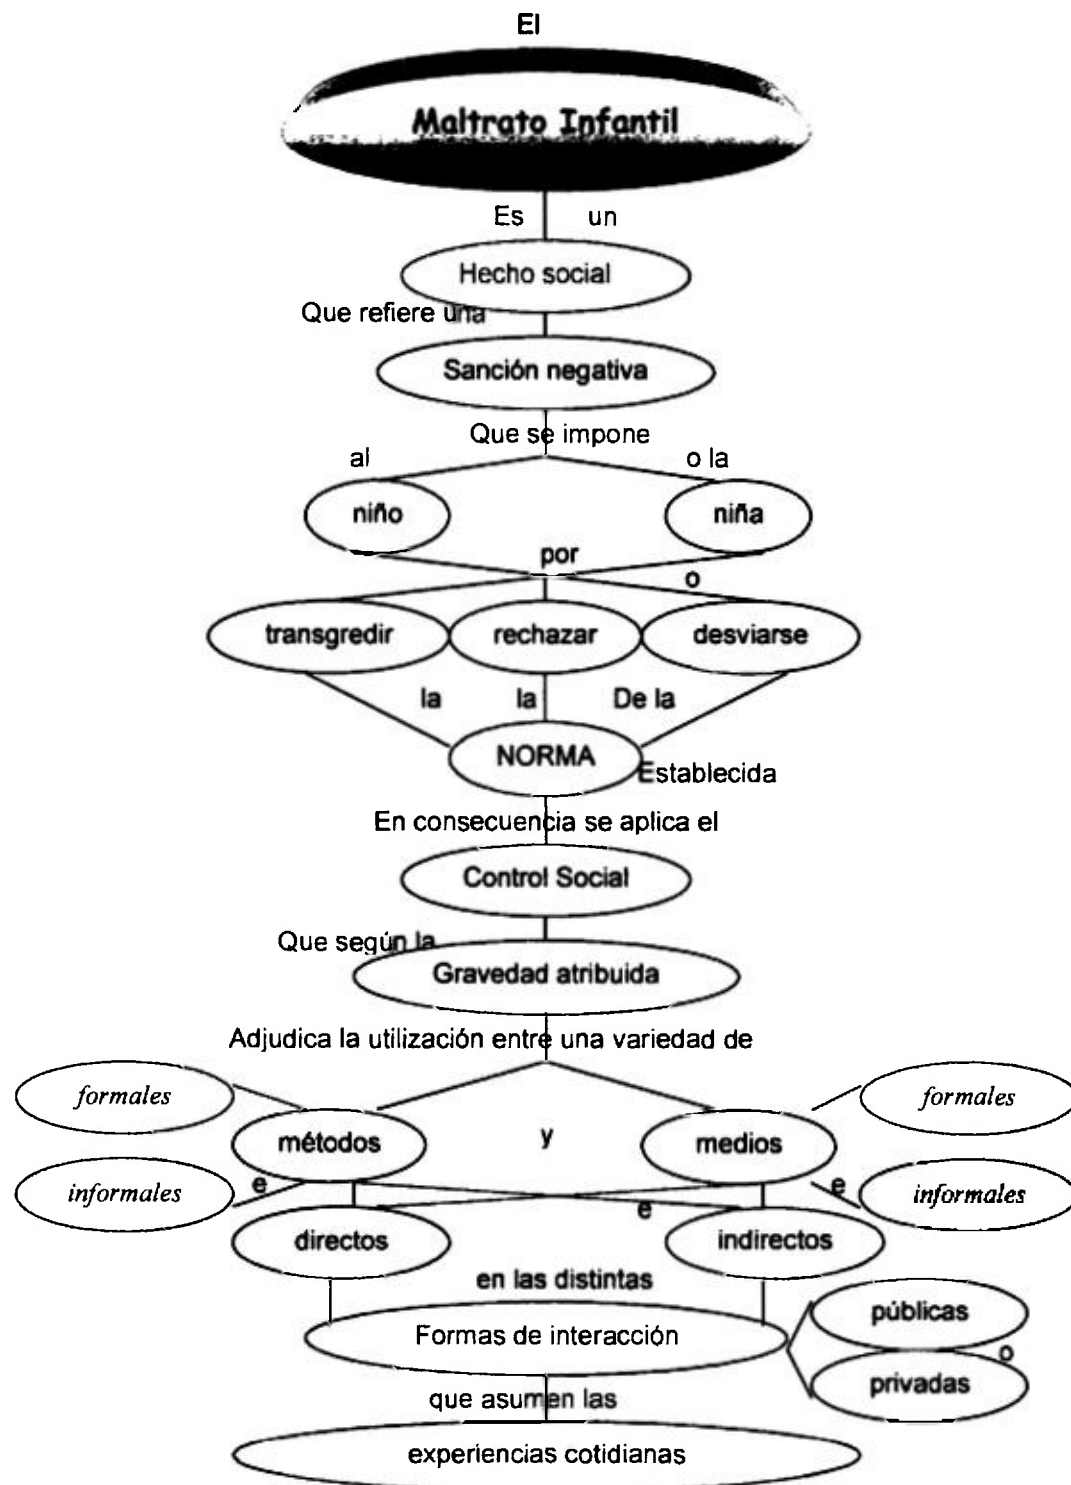 El
Maltrato Infantil
Es un
Hecho social
Que refiere una
Sanción negativa
Que se impone
al o la
niño niña
por
o
transgredir rechazar desviarse
la la De la
NORMA
Establecida
En consecuencia se aplica el
Control Social
Que según la
Gravedad atribuida
Adjudica la utilización entre una variedad de
formales formales
métodos y medios
informales e e informales
e
directos indirectos
en las distintas
públicas
Formas de interacción
o
privadas
que asumen las
experiencias cotidianas